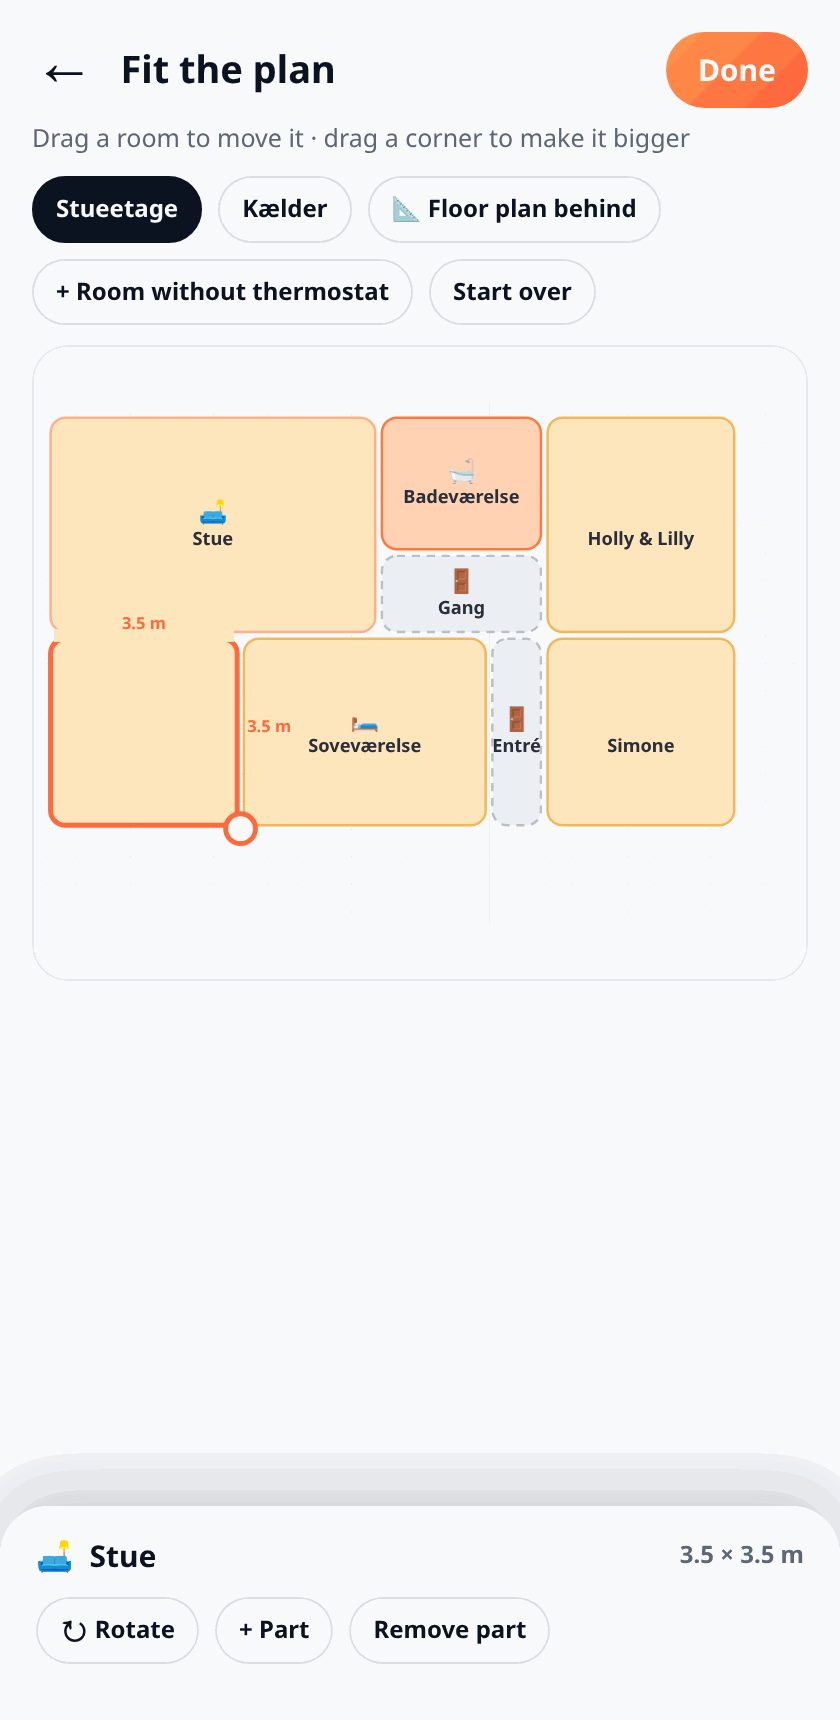 ← Fit the plan
Done
Drag a room to move it · drag a corner to make it bigger
Stueetage
Kælder
📐 Floor plan behind
+ Room without thermostat
Start over
Badeværelse
Stue
Holly & Lilly
Gang
3.5 m
3.5 m
Soveværelse
Entré
Simone
Stue
3.5 × 3.5 m
↻ Rotate
+ Part
Remove part